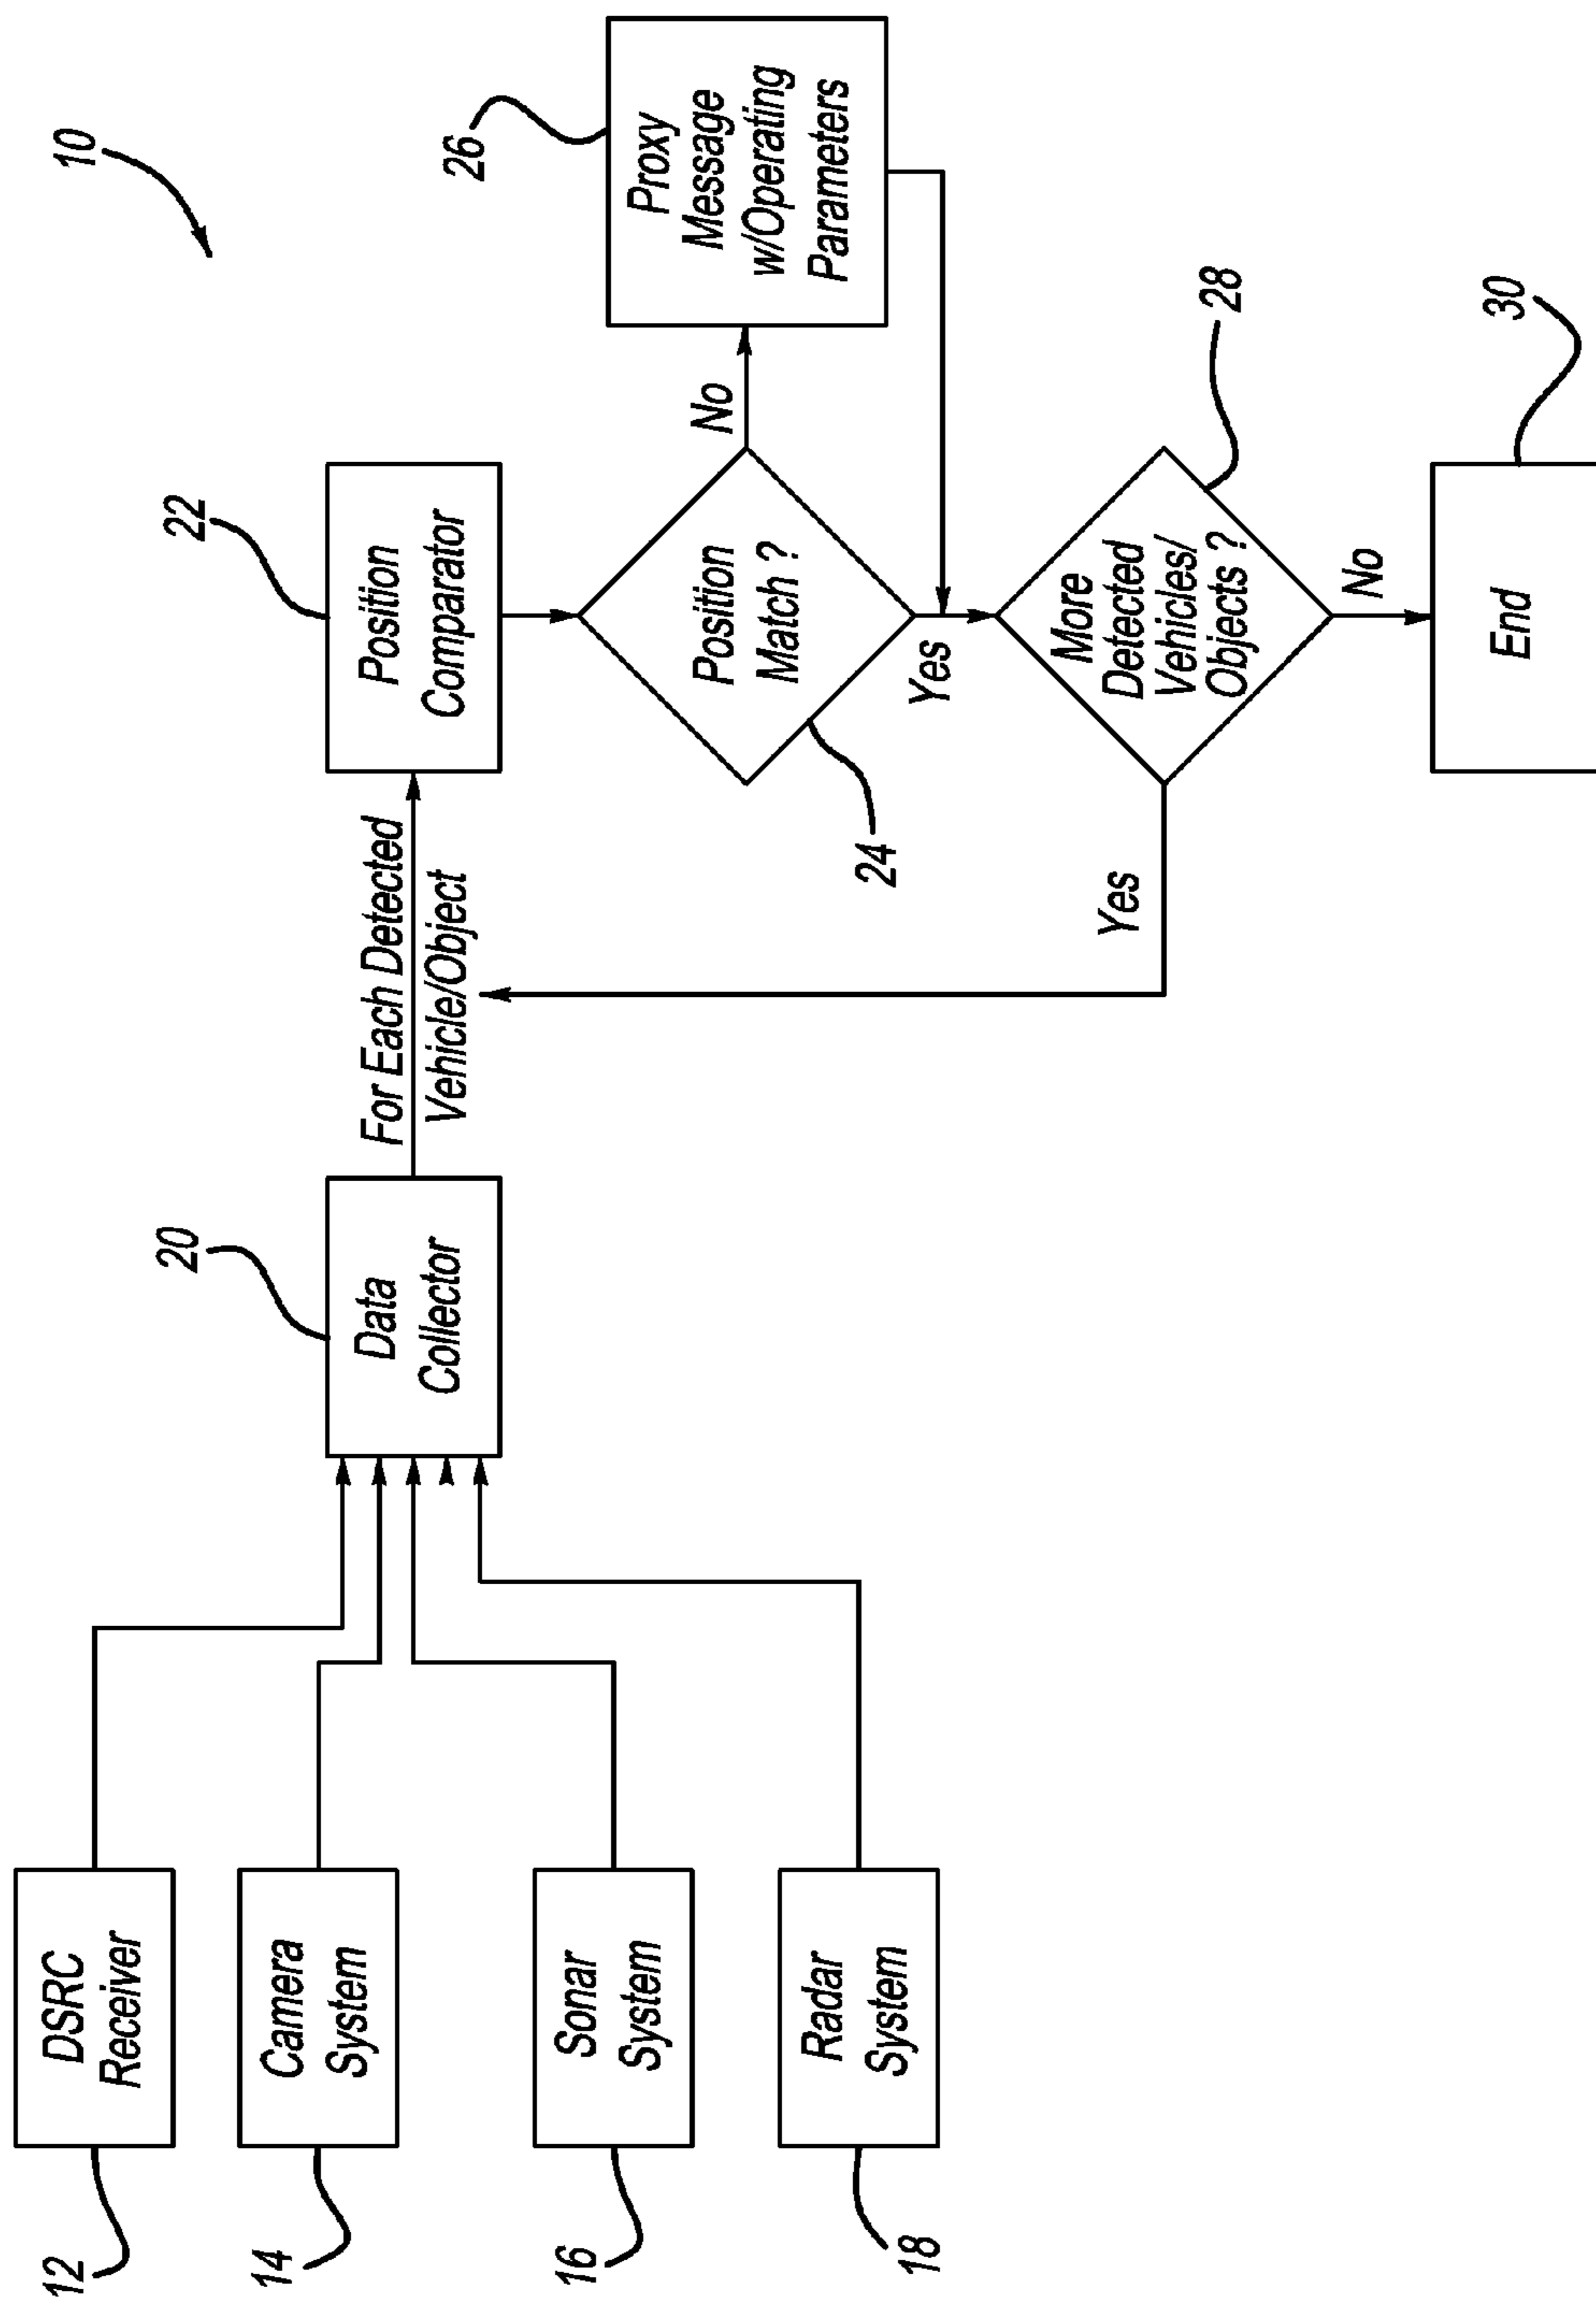 10
12
DSRC
Receiver
14
Camera
System
16
Sonar
System
18
Radar
System
20
Data
Collector
For Each Detected
Vehicle/Object
22
Position
Comparator
Position
Match ?
24
No
26
Proxy
Message
w/Operating
Parameters
Yes
More
Detected
Vehicles/
Objects ?
28
Yes
No
End
30